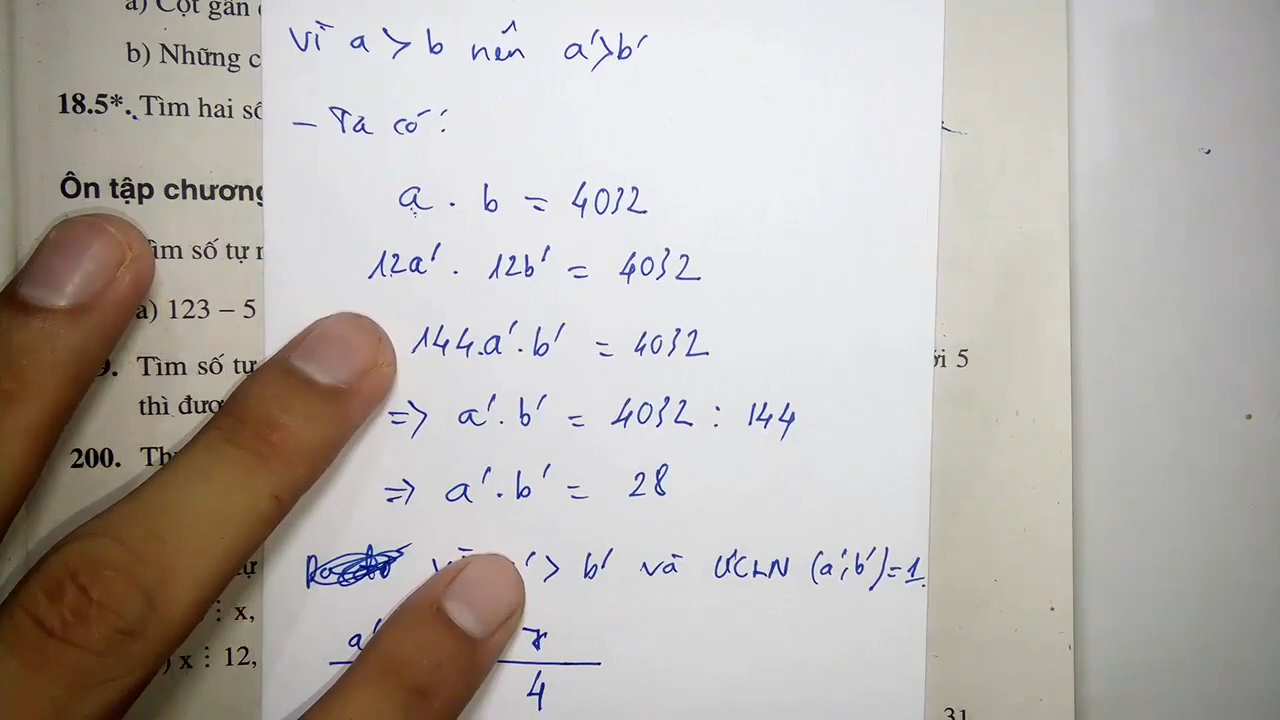 a) Cột gần
b) Những c
18.5*. Tìm hai số
Ôn tập chương
ìm số tự n
a) 123 – 5
9. Tìm số tự
thì đượ
200. Th
⋮ x,
) x ⋮ 12,
Vì a > b nên a′>b′
– Ta có:
a . b = 4032
12a′ . 12b′ = 4032
144.a′.b′ = 4032
=> a′.b′ = 4032 : 144
=> a′.b′ = 28
′> b′ và ƯCLN (a′;b′)=1
a′ 7
4
ới 5
31